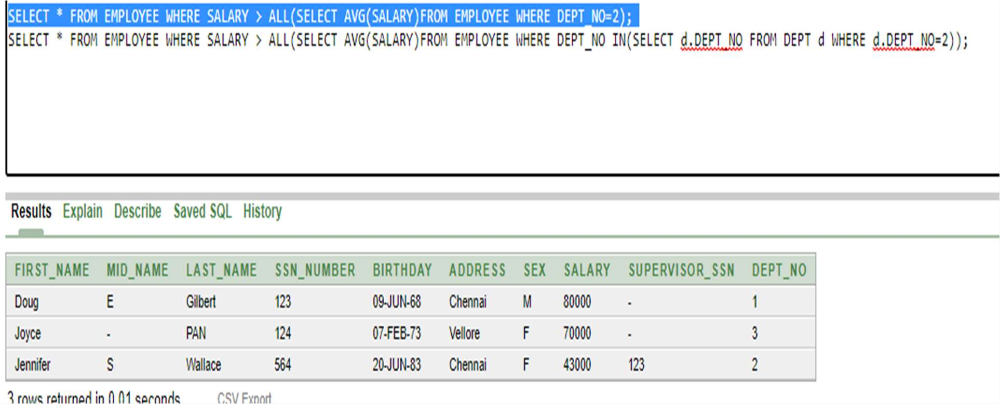 SELECT * FROM EMPLOYEE WHERE SALARY > ALL(SELECT AVG(SALARY)FROM EMPLOYEE WHERE DEPT_NO=2);
SELECT * FROM EMPLOYEE WHERE SALARY > ALL(SELECT AVG(SALARY)FROM EMPLOYEE WHERE DEPT_NO IN(SELECT d.DEPT_NO FROM DEPT d WHERE d.DEPT_NO=2));
Results Explain Describe Saved SQL History
FIRST_NAME MID_NAME LAST_NAME SSN_NUMBER BIRTHDAY ADDRESS SEX SALARY SUPERVISOR_SSN DEPT_NO
Doug E Gilbert 123 09-JUN-68 Chennai M 80000 - 1
Joyce - PAN 124 07-FEB-73 Vellore F 70000 - 3
Jennifer S Wallace 564 20-JUN-83 Chennai F 43000 123 2
3 rows returned in 0.01 seconds CSV Export